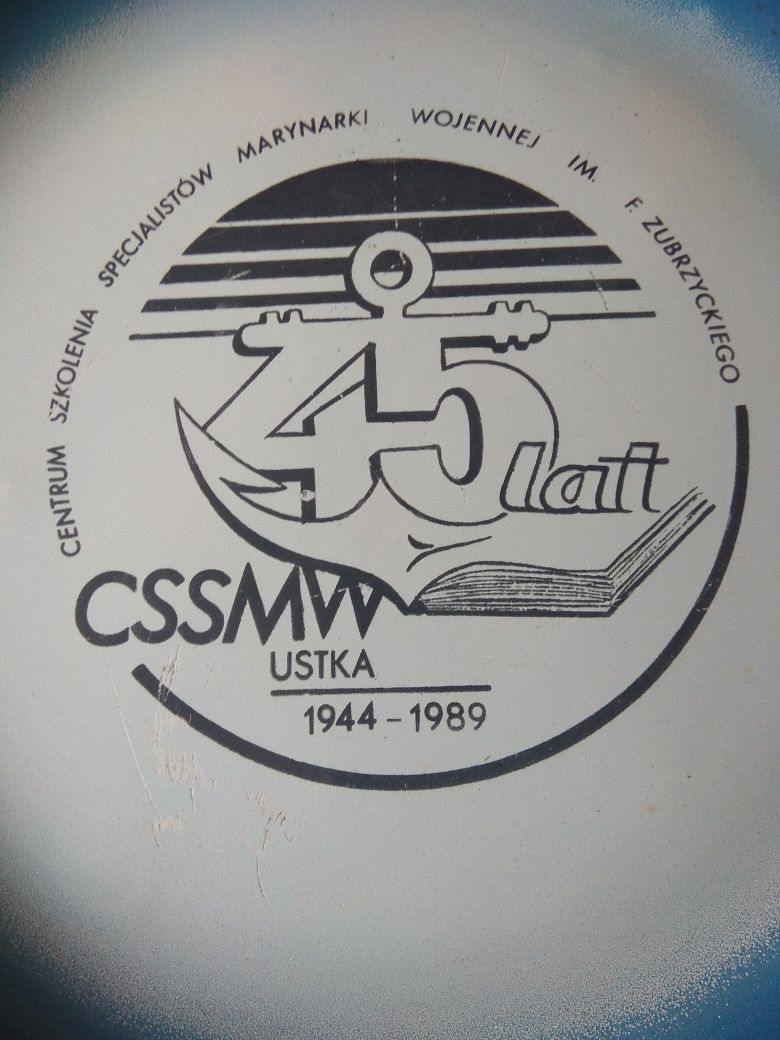 CENTRUM SZKOLENIA SPECJALISTÓW MARYNARKI WOJENNEJ IM. F. ZUBRZYCKIEGO
45 lat
CSSMW
USTKA
1944-1989